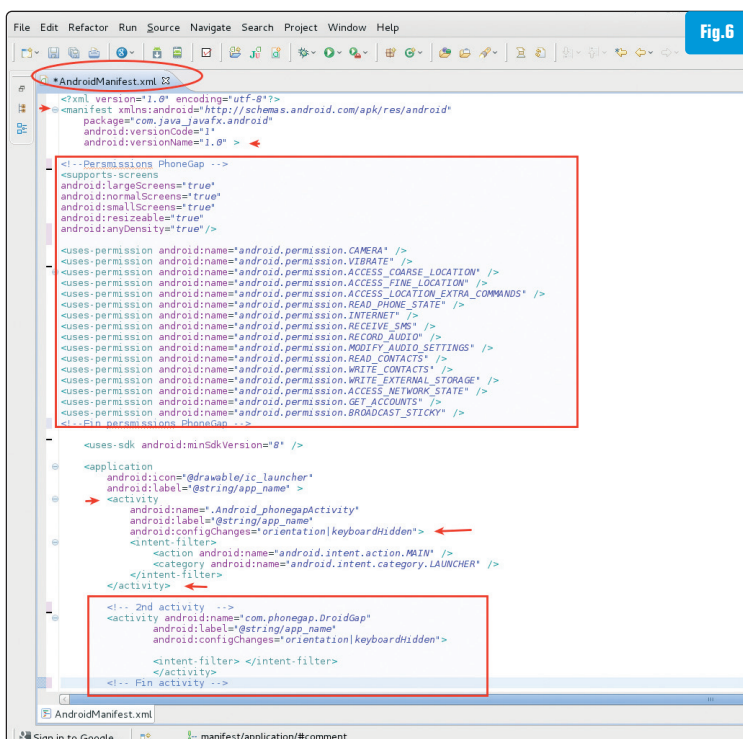 File Edit Refactor Run Source Navigate Search Project Window Help
Fig.6
*AndroidManifest.xml
<?xml version="1.0" encoding="utf-8"?>
<manifest xmlns:android="http://schemas.android.com/apk/res/android"
package="com.java_javafx.android"
android:versionCode="1"
android:versionName="1.0" >
<!--Persmissions PhoneGap -->
<supports-screens
android:largeScreens="true"
android:normalScreens="true"
android:smallScreens="true"
android:resizeable="true"
android:anyDensity="true"/>
<uses-permission android:name="android.permission.CAMERA" />
<uses-permission android:name="android.permission.VIBRATE" />
<uses-permission android:name="android.permission.ACCESS_COARSE_LOCATION" />
<uses-permission android:name="android.permission.ACCESS_FINE_LOCATION" />
<uses-permission android:name="android.permission.ACCESS_LOCATION_EXTRA_COMMANDS" />
<uses-permission android:name="android.permission.READ_PHONE_STATE" />
<uses-permission android:name="android.permission.INTERNET" />
<uses-permission android:name="android.permission.RECEIVE_SMS" />
<uses-permission android:name="android.permission.RECORD_AUDIO" />
<uses-permission android:name="android.permission.MODIFY_AUDIO_SETTINGS" />
<uses-permission android:name="android.permission.READ_CONTACTS" />
<uses-permission android:name="android.permission.WRITE_CONTACTS" />
<uses-permission android:name="android.permission.WRITE_EXTERNAL_STORAGE" />
<uses-permission android:name="android.permission.ACCESS_NETWORK_STATE" />
<uses-permission android:name="android.permission.GET_ACCOUNTS" />
<uses-permission android:name="android.permission.BROADCAST_STICKY" />
<!--Fin persmissions PhoneGap -->
<uses-sdk android:minSdkVersion="8" />
<application
android:icon="@drawable/ic_launcher"
android:label="@string/app_name" >
<activity
android:name=".Android_phonegapActivity"
android:label="@string/app_name"
android:configChanges="orientation|keyboardHidden">
<intent-filter>
<action android:name="android.intent.action.MAIN" />
<category android:name="android.intent.category.LAUNCHER" />
</intent-filter>
</activity>
<!-- 2nd activity -->
<activity android:name="com.phonegap.DroidGap"
android:label="@string/app_name"
android:configChanges="orientation|keyboardHidden">
<intent-filter> </intent-filter>
</activity>
<!-- Fin activity -->
AndroidManifest.xml
Sign in to Google... manifest/application/#comment